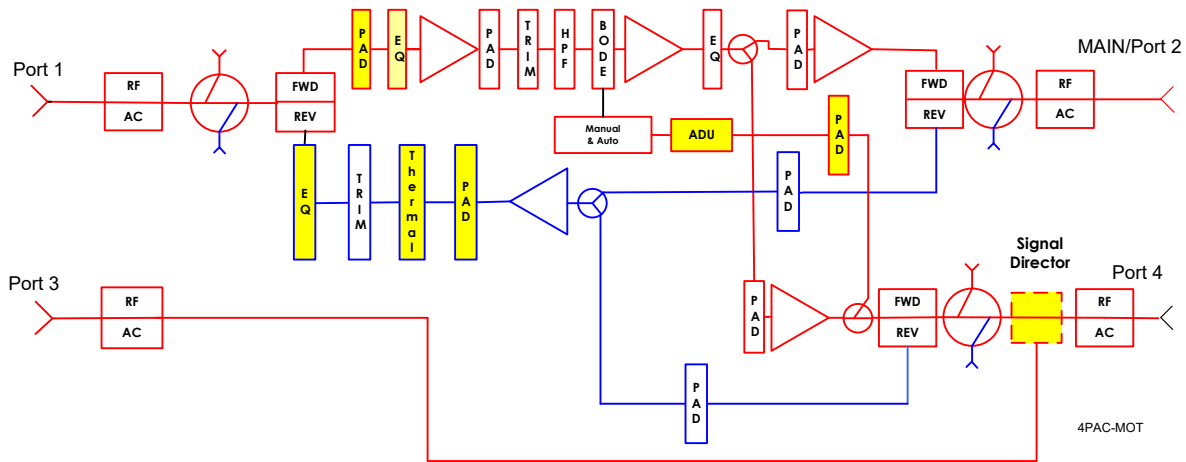 PAD
EQ
PAD
TRIM
HPF
BODE
EQ
PAD
MAIN/Port 2
Port 1
RF
AC
FWD
REV
FWD
REV
RF
AC
Manual
& Auto
ADU
PAD
EQ
TRIM
Thermal
PAD
PAD
Signal
Director
Port 3
Port 4
RF
AC
PAD
FWD
REV
RF
AC
PAD
4PAC-MOT